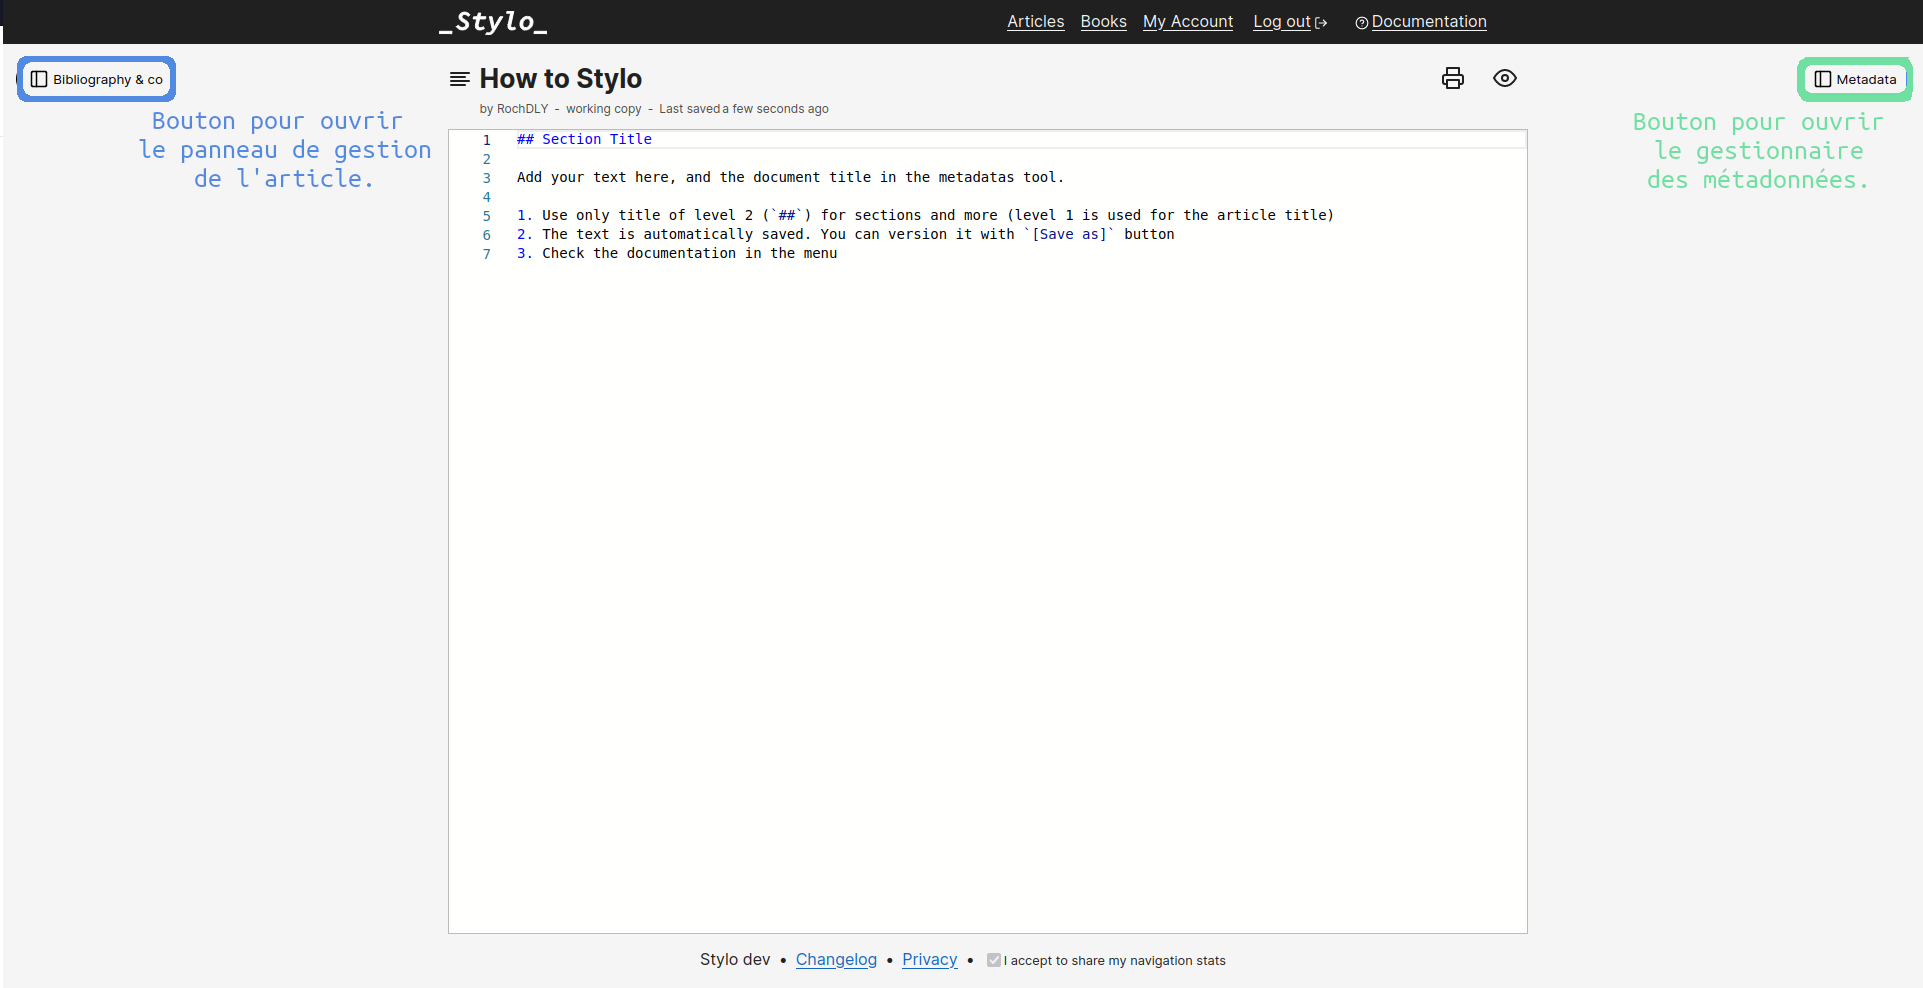 _Stylo_
Articles Books My Account Log out Documentation
Bibliography & co
Bouton pour ouvrir
le panneau de gestion
de l'article.
How to Stylo
by RochDLY - working copy - Last saved a few seconds ago
Metadata
Bouton pour ouvrir
le gestionnaire
des métadonnées.
1 ## Section Title
2
3 Add your text here, and the document title in the metadatas tool.
4
5 1. Use only title of level 2 (`##`) for sections and more (level 1 is used for the article title)
6 2. The text is automatically saved. You can version it with `[Save as]` button
7 3. Check the documentation in the menu
Stylo dev • Changelog • Privacy • I accept to share my navigation stats